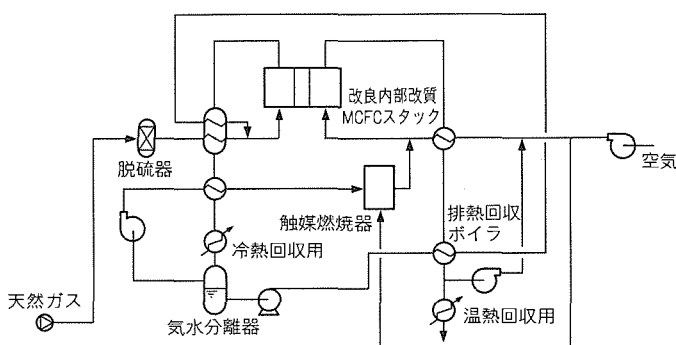 改良内部改質
MCFCスタック
空気
脱硫器
触媒燃焼器
排熱回収
ボイラ
冷熱回収用
天然ガス
気水分離器
温熱回収用